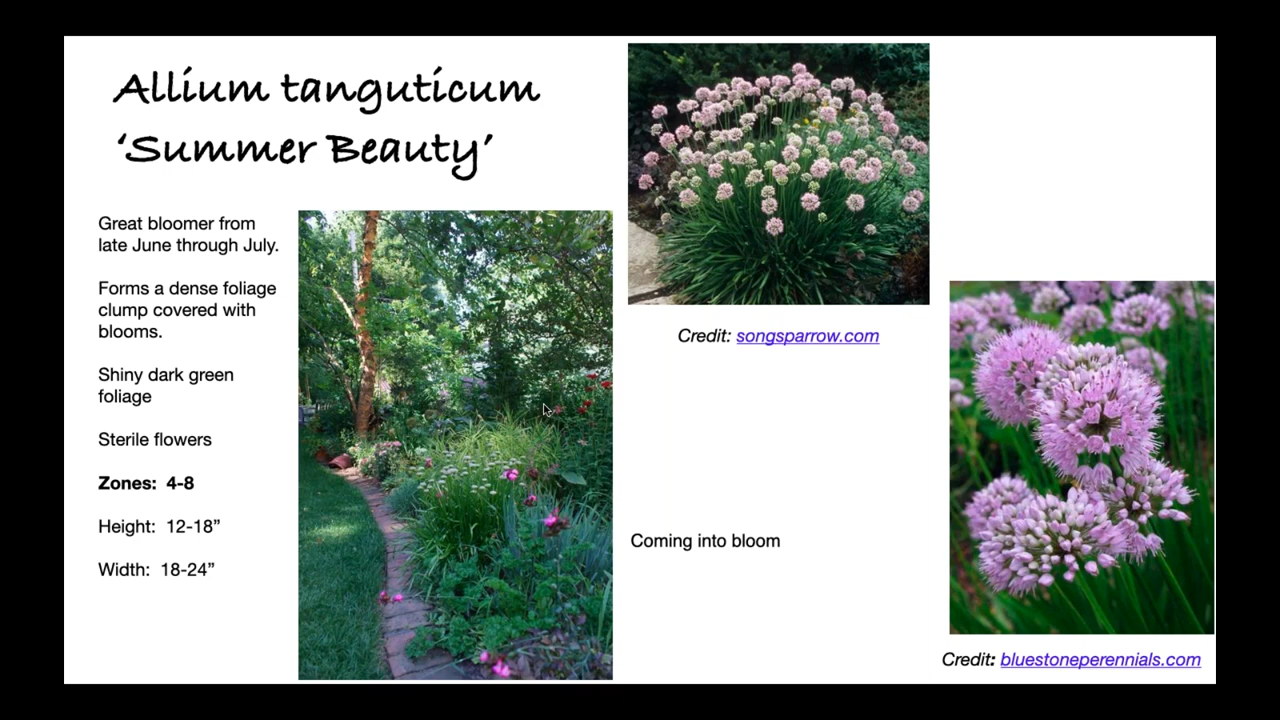 Allium tanguticum
‘Summer Beauty’
Great bloomer from
late June through July.
Forms a dense foliage
clump covered with
blooms.
Shiny dark green
foliage
Sterile flowers
Zones:  4-8
Height:  12-18”
Width:  18-24”
Credit: songsparrow.com
Coming into bloom
Credit: bluestoneperennials.com